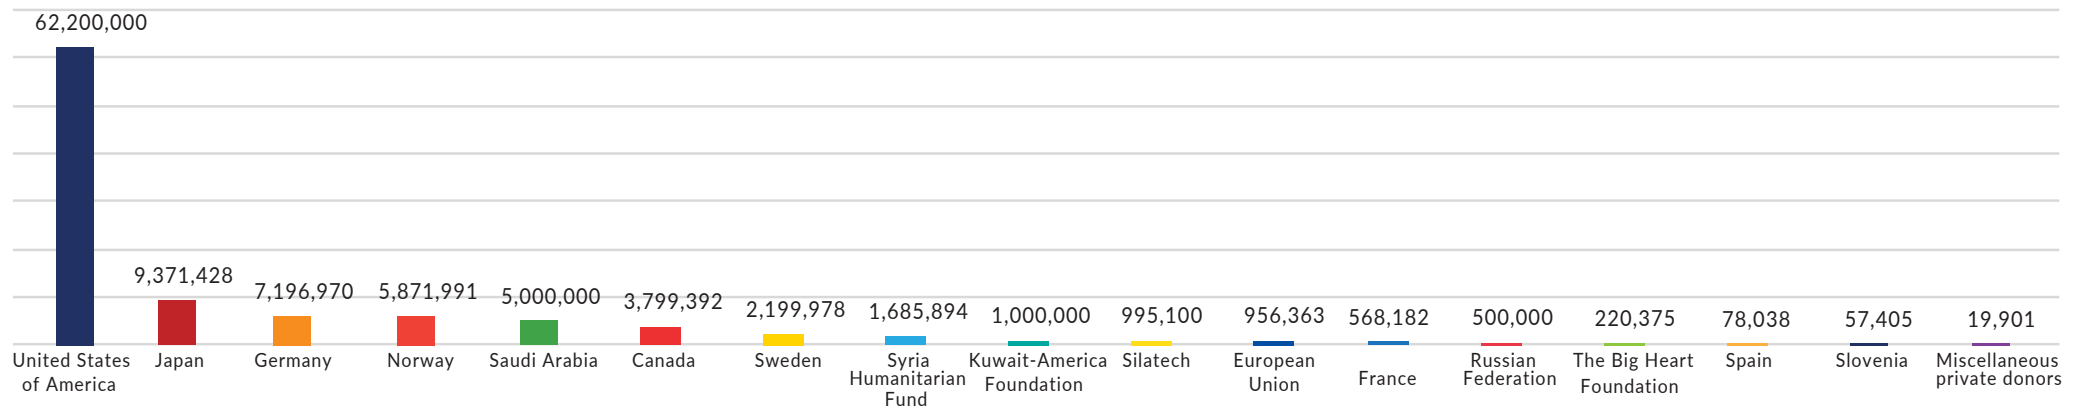 62,200,000
9,371,428
7,196,970
5,871,991
5,000,000
3,799,392
2,199,978
1,685,894
1,000,000
995,100
956,363
568,182
500,000
220,375
78,038
57,405
19,901
United States
of America
Japan
Germany
Norway
Saudi Arabia
Canada
Sweden
Syria
Humanitarian
Fund
Kuwait-America
Foundation
Silatech
European
Union
France
Russian
Federation
The Big Heart
Foundation
Spain
Slovenia
Miscellaneous
private donors